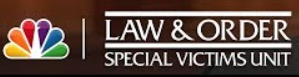 LAW & ORDER
SPECIAL VICTIMS UNIT